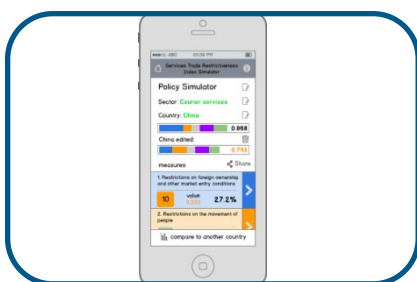 Services Trade Restrictiveness
Index Simulator
Policy Simulator
Sector: Courier services
Country: China
0.868
China edited:
measures
Share
1. Restrictions on foreign ownership
and other market entry conditions
10
value
27.2%
2. Restrictions on the movement of
people
compare to another country